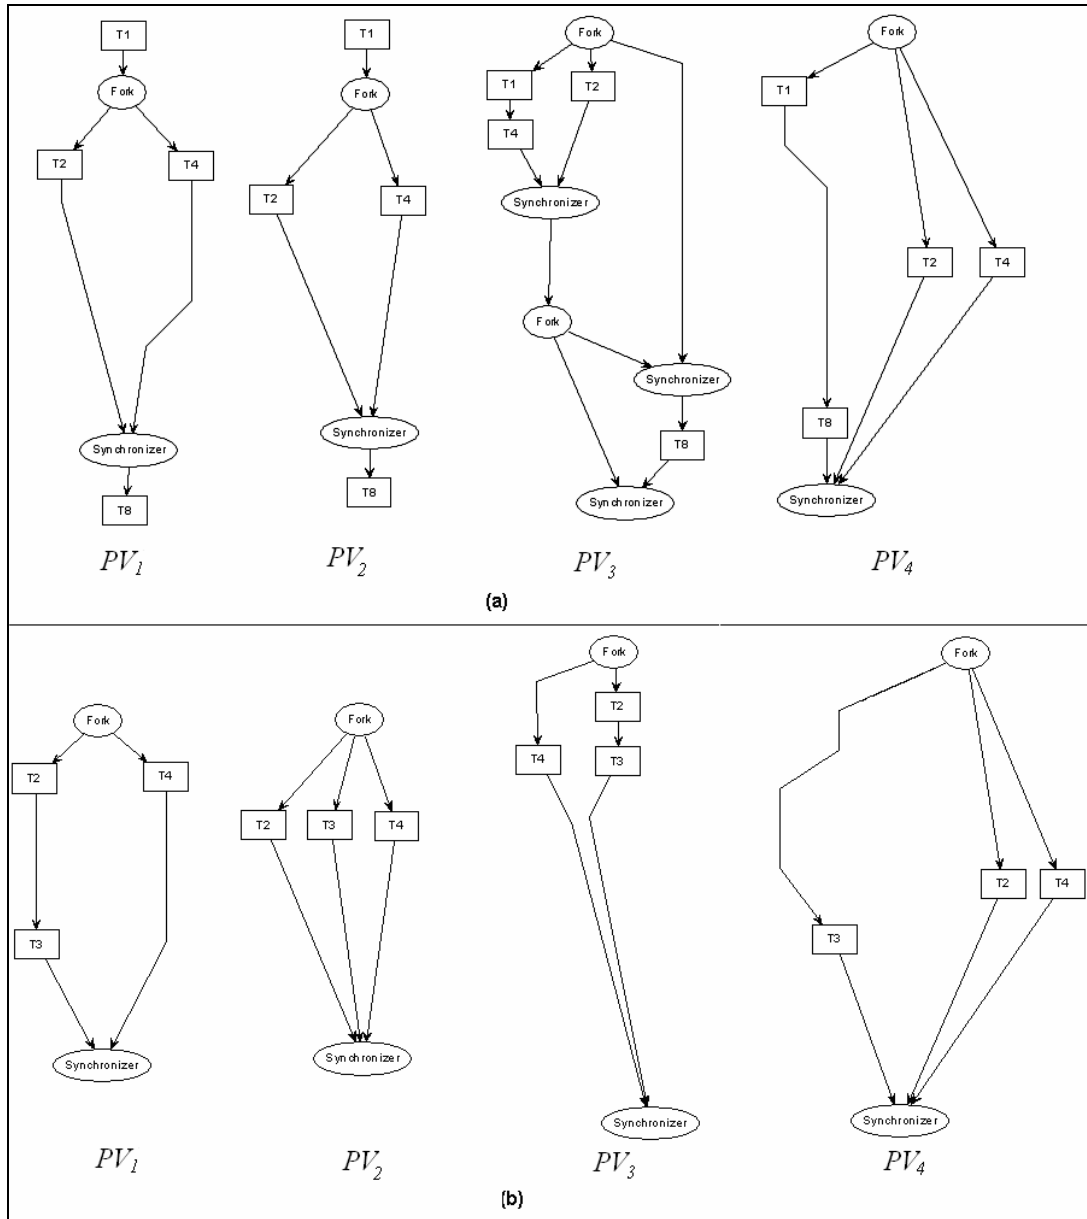 T1
Fork
T2
T4
Synchronizer
T8
PV1
T1
Fork
T2
T4
Synchronizer
T8
PV2
Fork
T1
T2
T4
Synchronizer
Fork
Synchronizer
T8
Synchronizer
PV3
Fork
T1
T2
T4
T8
Synchronizer
PV4
(a)
Fork
T2
T4
T3
Synchronizer
PV1
Fork
T2
T3
T4
Synchronizer
PV2
Fork
T2
T4
T3
Synchronizer
PV3
Fork
T2
T4
T3
Synchronizer
PV4
(b)